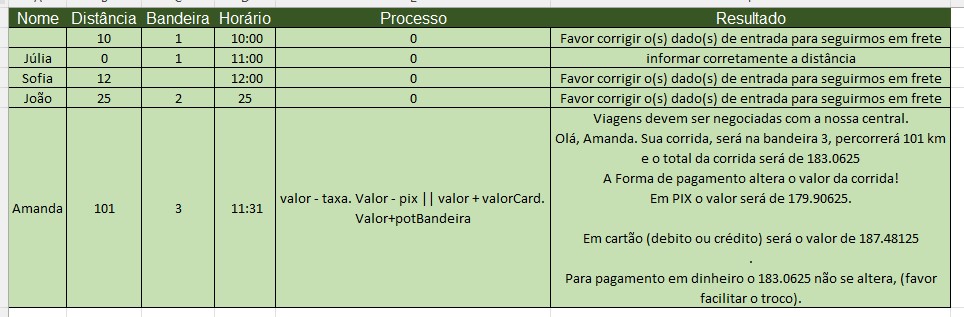 Nome Distância Bandeira Horário Processo Resultado
10 1 10:00 0 Favor corrigir o(s) dado(s) de entrada para seguirmos em frete
Júlia 0 1 11:00 0 informar corretamente a distância
Sofia 12 12:00 0 Favor corrigir o(s) dado(s) de entrada para seguirmos em frete
João 25 2 25 0 Favor corrigir o(s) dado(s) de entrada para seguirmos em frete
Amanda 101 3 11:31
valor - taxa. Valor - pix || valor + valorCard.
Valor+potBandeira
Viagens devem ser negociadas com a nossa central.
Olá, Amanda. Sua corrida, será na bandeira 3, percorrerá 101 km
e o total da corrida será de 183.0625
A Forma de pagamento altera o valor da corrida!
Em PIX o valor será de 179.90625.
Em cartão (debito ou crédito) será o valor de 187.48125
.
Para pagamento em dinheiro o 183.0625 não se altera, (favor
facilitar o troco).